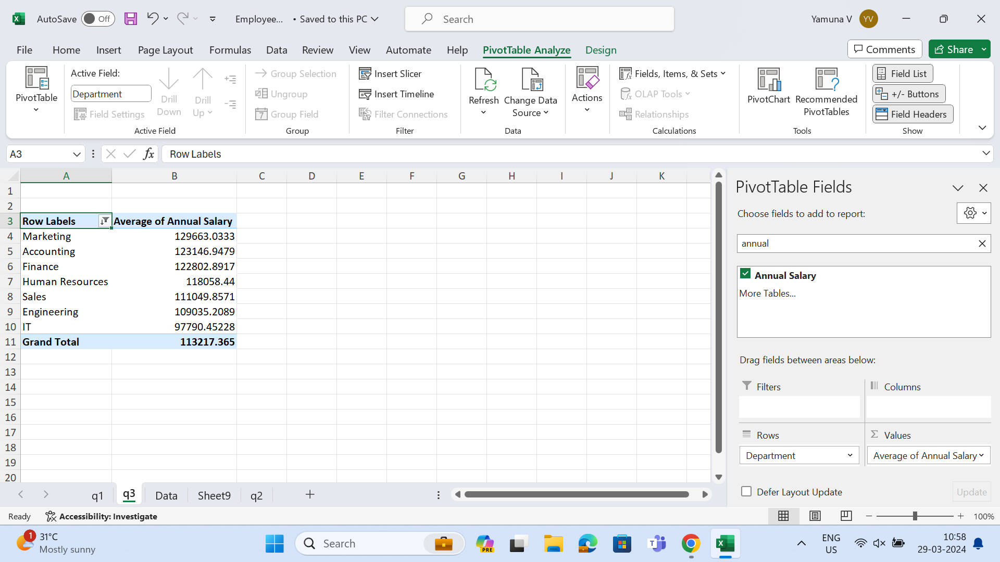 AutoSave Off Employee... • Saved to this PC Search Yamuna V YV
File Home Insert Page Layout Formulas Data Review View Automate Help PivotTable Analyze Design Comments Share
PivotTable
Active Field:
Department
Field Settings
Drill Down
Drill Up
Active Field
Group Selection
Ungroup
7 Group Field
Group
Insert Slicer
Insert Timeline
Filter Connections
Filter
Refresh
Change Data Source
Data
Actions
Fields, Items, & Sets
OLAP Tools
Relationships
Calculations
PivotChart
Recommended PivotTables
Tools
Field List
+/- Buttons
Field Headers
Show
A3 fx Row Labels
A B C D E F G H I J K
1
2
3 Row Labels Average of Annual Salary
4 Marketing 129663.0333
5 Accounting 123146.9479
6 Finance 122802.8917
7 Human Resources 118058.44
8 Sales 111049.8571
9 Engineering 109035.2089
10 IT 97790.45228
11 Grand Total 113217.365
12
13
14
15
16
17
18
19
20
PivotTable Fields
Choose fields to add to report:
annual
Annual Salary
More Tables...
Drag fields between areas below:
Filters Columns
Rows Σ Values
Department Average of Annual Salary
Defer Layout Update Update
q1 q3 Data Sheet9 q2 +
Ready Accessibility: Investigate 100%
1 31°C
Mostly sunny
Search
PRE
ENG
US
10:58
29-03-2024